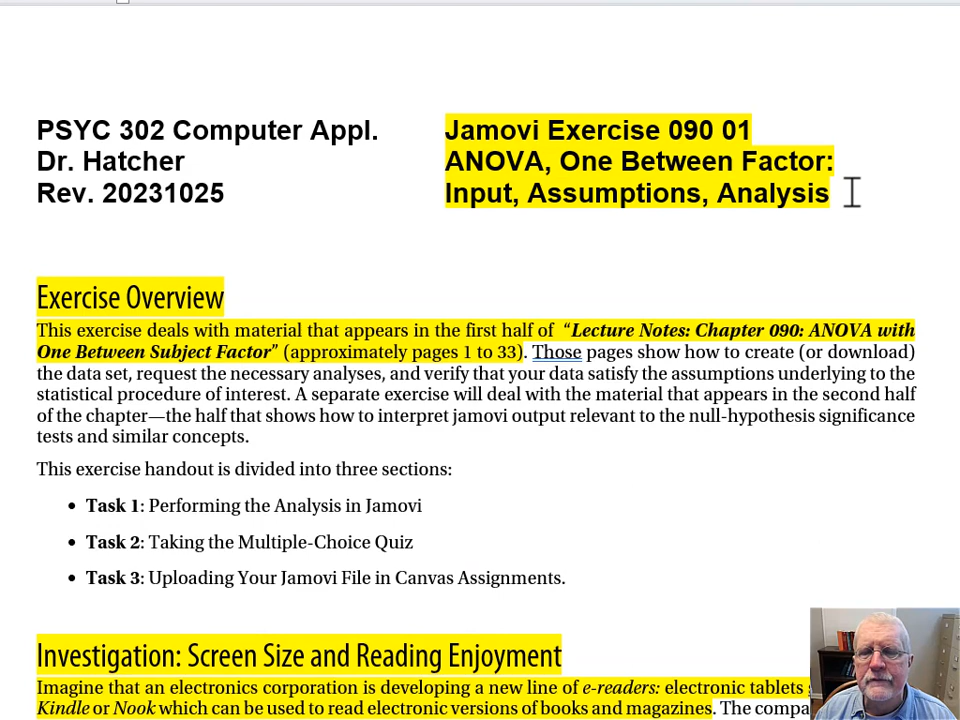 PSYC 302 Computer Appl.
Dr. Hatcher
Rev. 20231025
Jamovi Exercise 090 01
ANOVA, One Between Factor:
Input, Assumptions, Analysis
Exercise Overview
This exercise deals with material that appears in the first half of “Lecture Notes: Chapter 090: ANOVA with
One Between Subject Factor” (approximately pages 1 to 33). Those pages show how to create (or download)
the data set, request the necessary analyses, and verify that your data satisfy the assumptions underlying to the
statistical procedure of interest. A separate exercise will deal with the material that appears in the second half
of the chapter—the half that shows how to interpret jamovi output relevant to the null-hypothesis significance
tests and similar concepts.
This exercise handout is divided into three sections:
• Task 1: Performing the Analysis in Jamovi
• Task 2: Taking the Multiple-Choice Quiz
• Task 3: Uploading Your Jamovi File in Canvas Assignments.
Investigation: Screen Size and Reading Enjoyment
Imagine that an electronics corporation is developing a new line of e-readers: electronic tablets
Kindle or Nook which can be used to read electronic versions of books and magazines. The compa